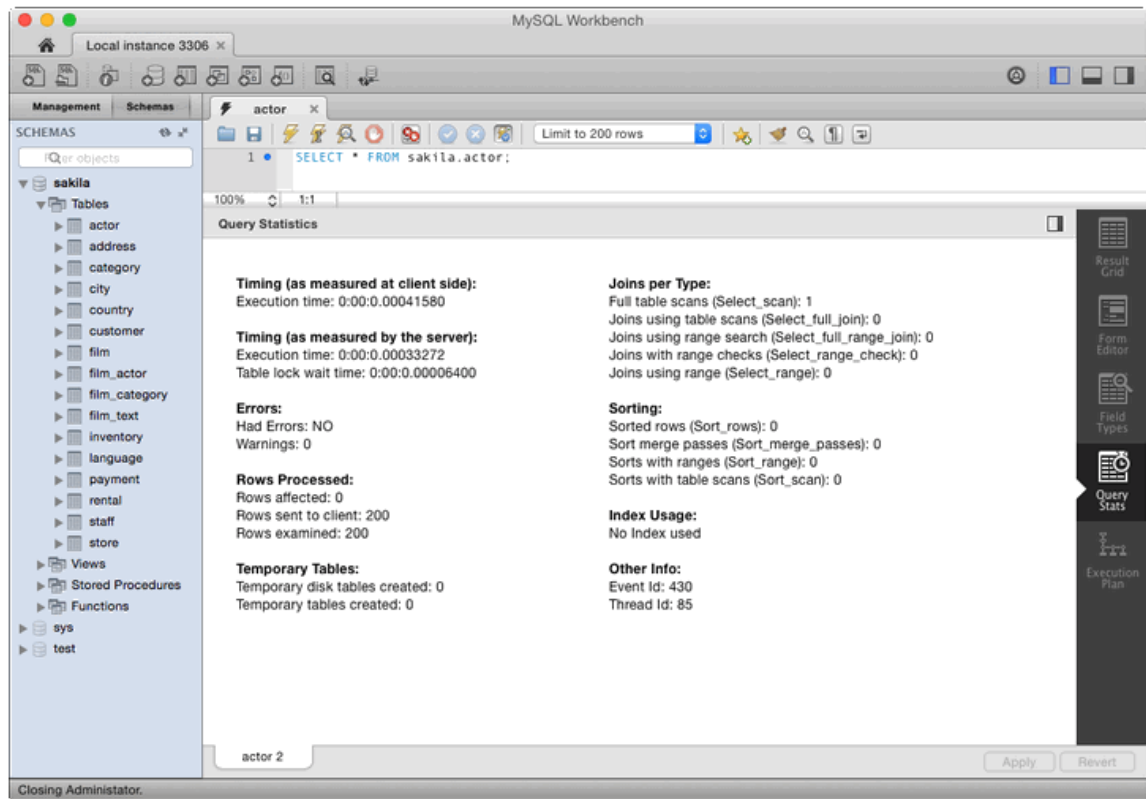 MySQL Workbench
Local instance 3306
Management Schemas
actor
SCHEMAS
Limit to 200 rows
objects
1 SELECT * FROM sakila.actor;
100% 1:1
sakila
Tables
actor
address
category
city
country
customer
film
film_actor
film_category
film_text
inventory
language
payment
rental
staff
store
Views
Stored Procedures
Functions
sys
test
Query Statistics
Timing (as measured at client side):
Execution time: 0:00:0.00041580
Timing (as measured by the server):
Execution time: 0:00:0.00033272
Table lock wait time: 0:00:0.00006400
Errors:
Had Errors: NO
Warnings: 0
Rows Processed:
Rows affected: 0
Rows sent to client: 200
Rows examined: 200
Temporary Tables:
Temporary disk tables created: 0
Temporary tables created: 0
Joins per Type:
Full table scans (Select_scan): 1
Joins using table scans (Select_full_join): 0
Joins using range search (Select_full_range_join): 0
Joins with range checks (Select_range_check): 0
Joins using range (Select_range): 0
Sorting:
Sorted rows (Sort_rows): 0
Sort merge passes (Sort_merge_passes): 0
Sorts with ranges (Sort_range): 0
Sorts with table scans (Sort_scan): 0
Index Usage:
No Index used
Other Info:
Event Id: 430
Thread Id: 85
Result
Grid
Form
Editor
Field
Types
Query
Stats
Execution
Plan
actor 2
Apply Revert
Closing Administator.